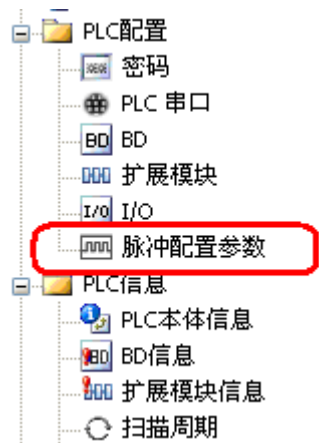 PLC配置
密码
PLC 串口
BD BD
扩展模块
I/O I/O
脉冲配置参数
PLC信息
PLC本体信息
BD BD信息
扩展模块信息
扫描周期